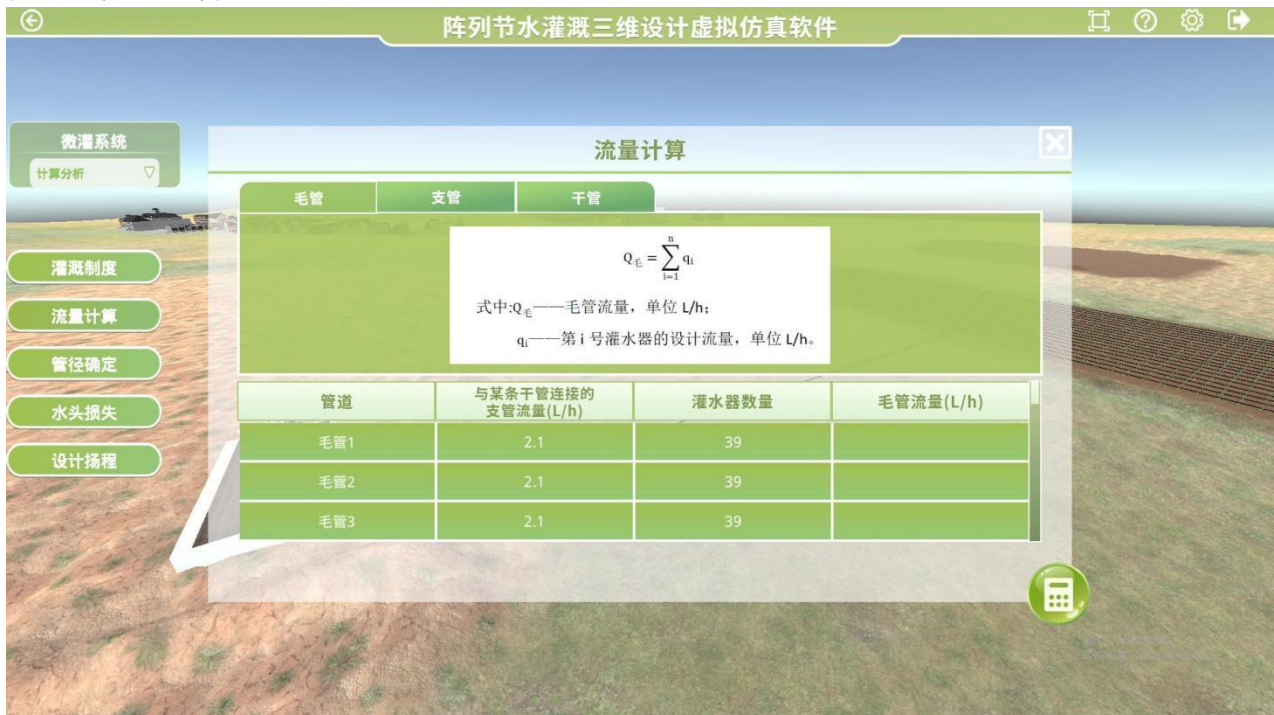 阵列节水灌溉三维设计虚拟仿真软件
微灌系统
计算分析
灌溉制度
流量计算
管径确定
水头损失
设计扬程
流量计算
毛管 支管 干管
Q毛 = ∑_{i=1}^{n} qi
式中:Q毛——毛管流量，单位 L/h；
qi——第 i 号灌水器的设计流量，单位 L/h。
管道 与某条干管连接的支管流量(L/h) 灌水器数量 毛管流量(L/h)
毛管1 2.1 39
毛管2 2.1 39
毛管3 2.1 39